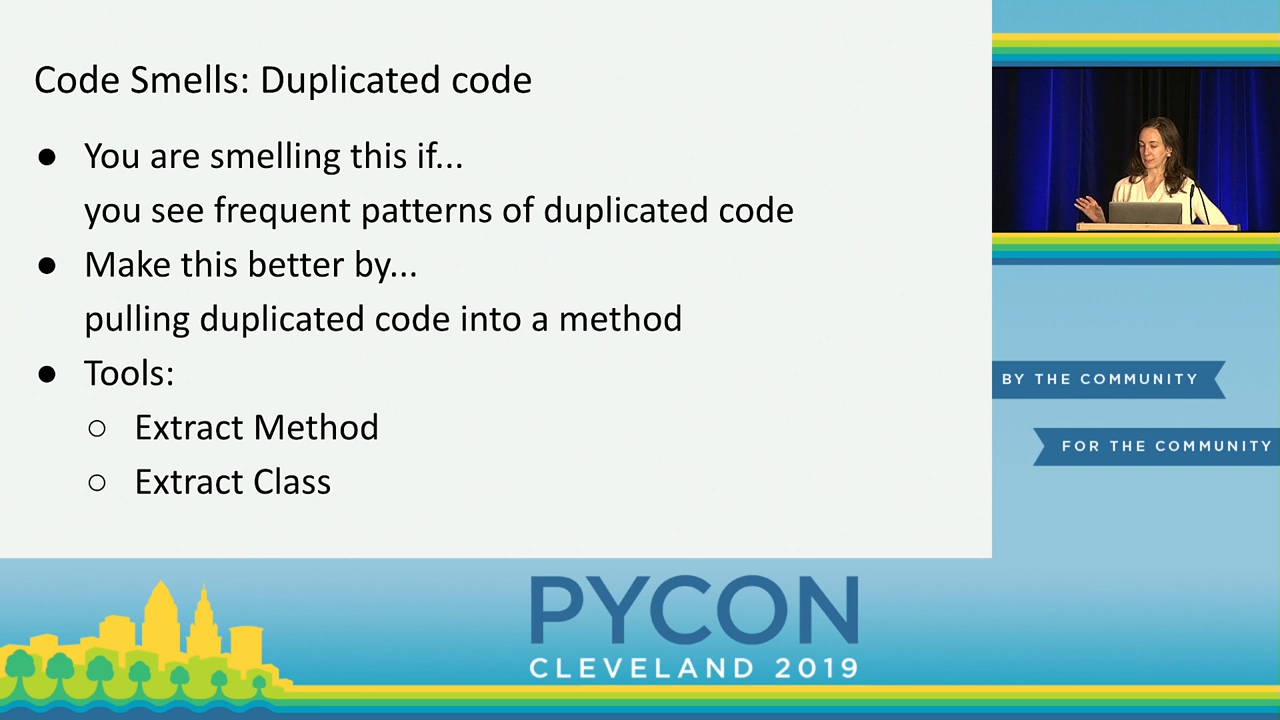 Code Smells: Duplicated code
● You are smelling this if...
you see frequent patterns of duplicated code
● Make this better by...
pulling duplicated code into a method
● Tools:
○ Extract Method
○ Extract Class
BY THE COMMUNITY
FOR THE COMMUNITY
PYCON
CLEVELAND 2019